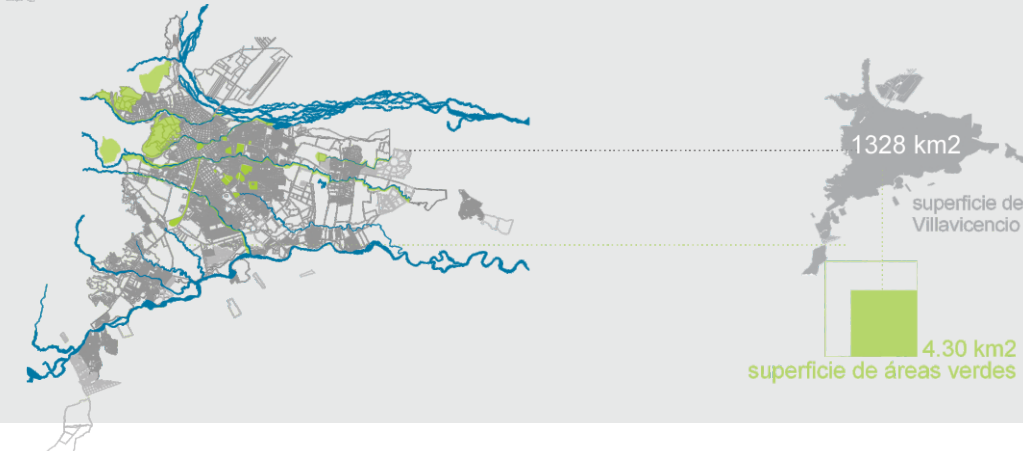 1328 km2
superficie de
Villavicencio
4.30 km2
superficie de áreas verdes